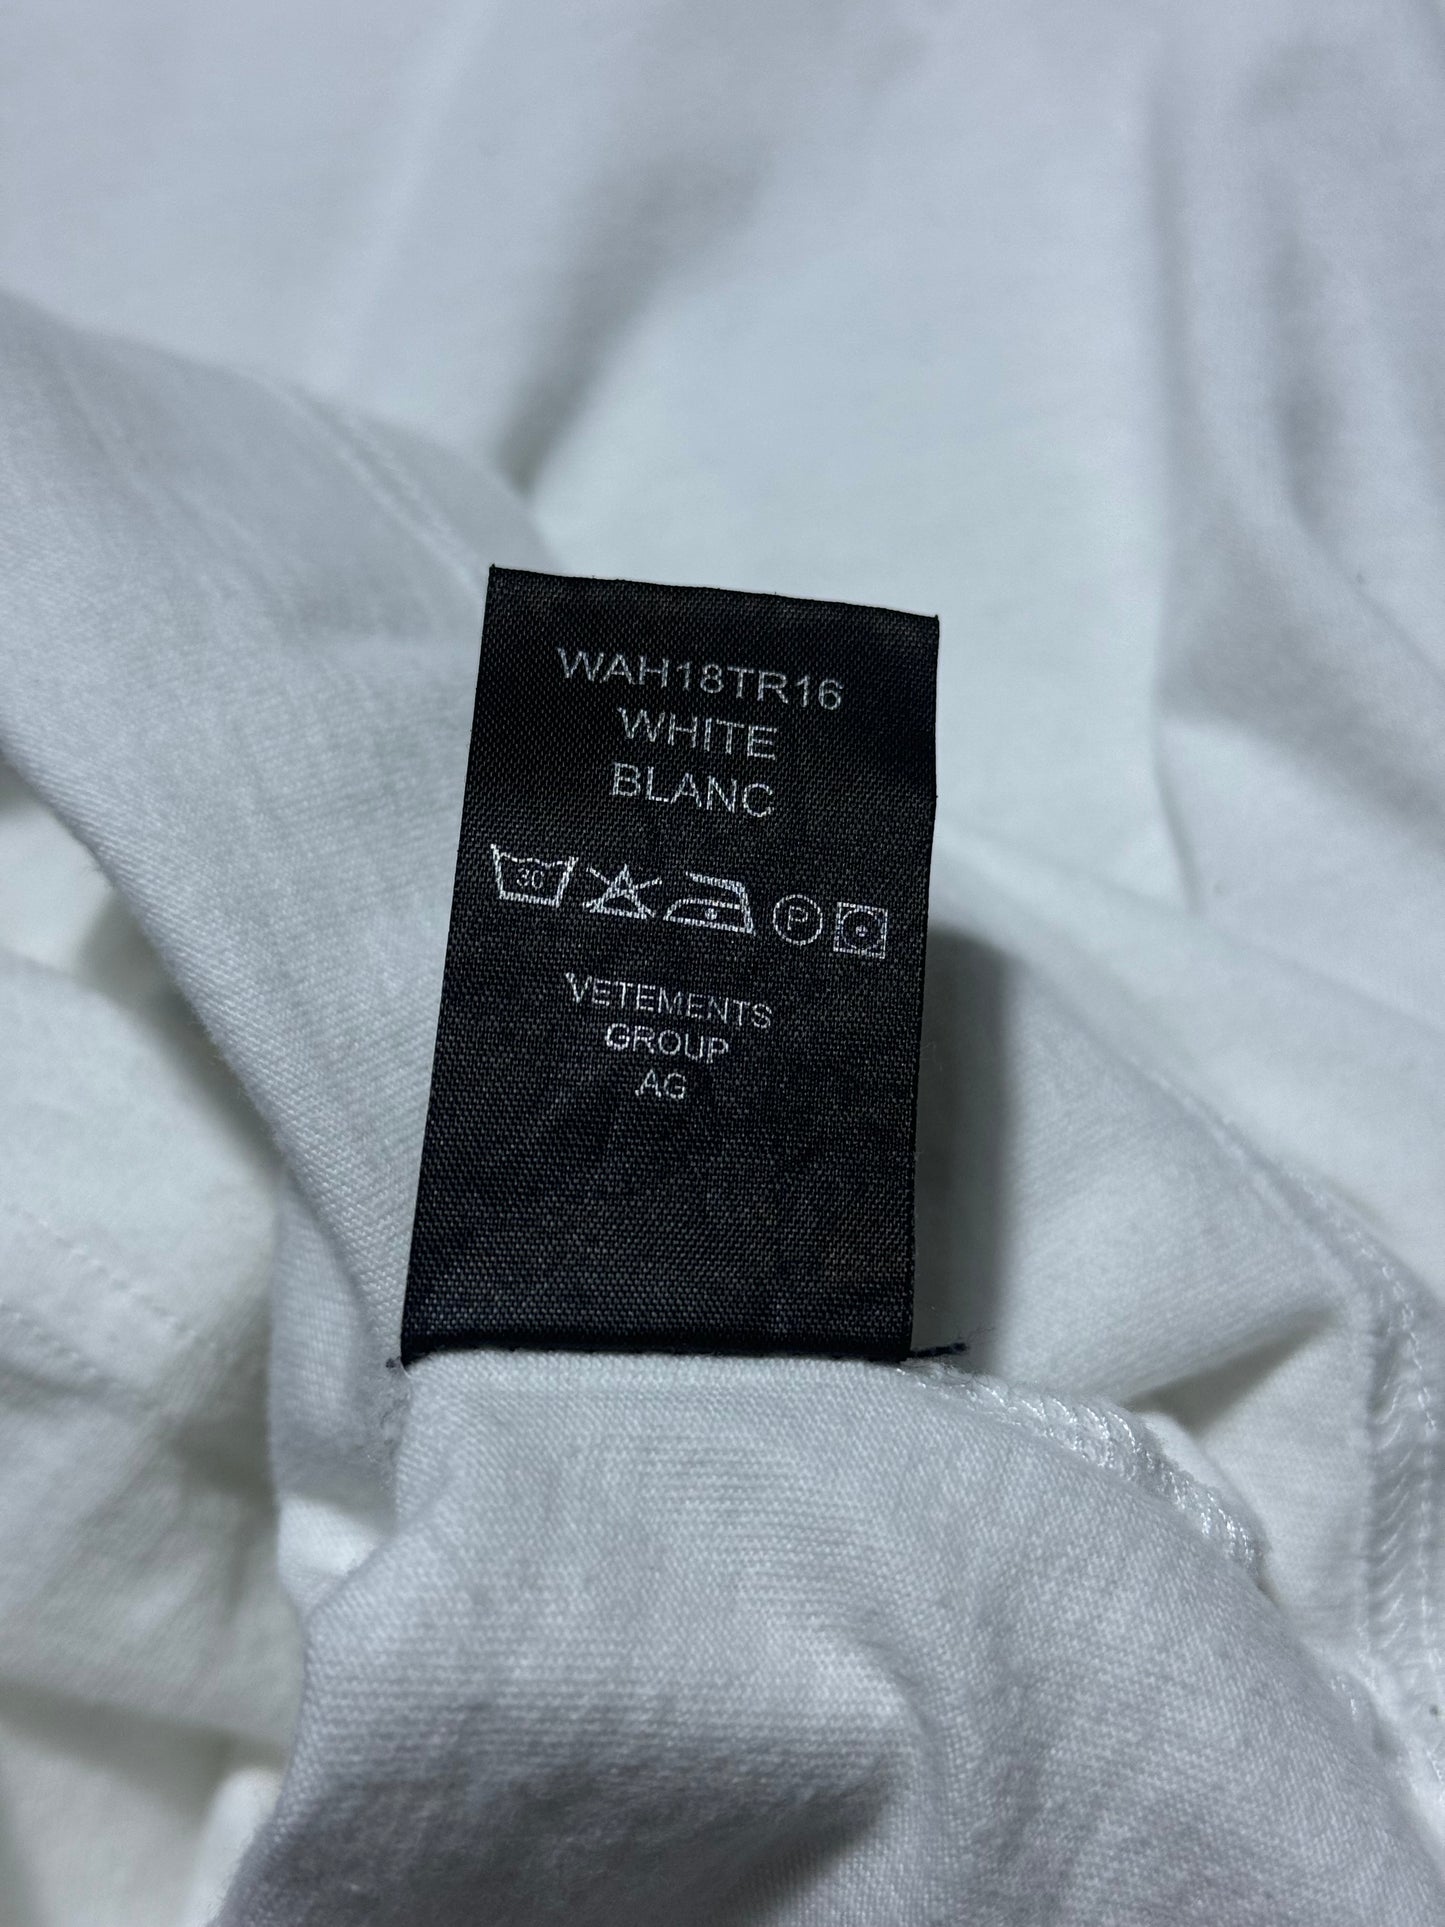 WAH18TR16
WHITE
BLANC
30 P
VETEMENTS
GROUP
AG